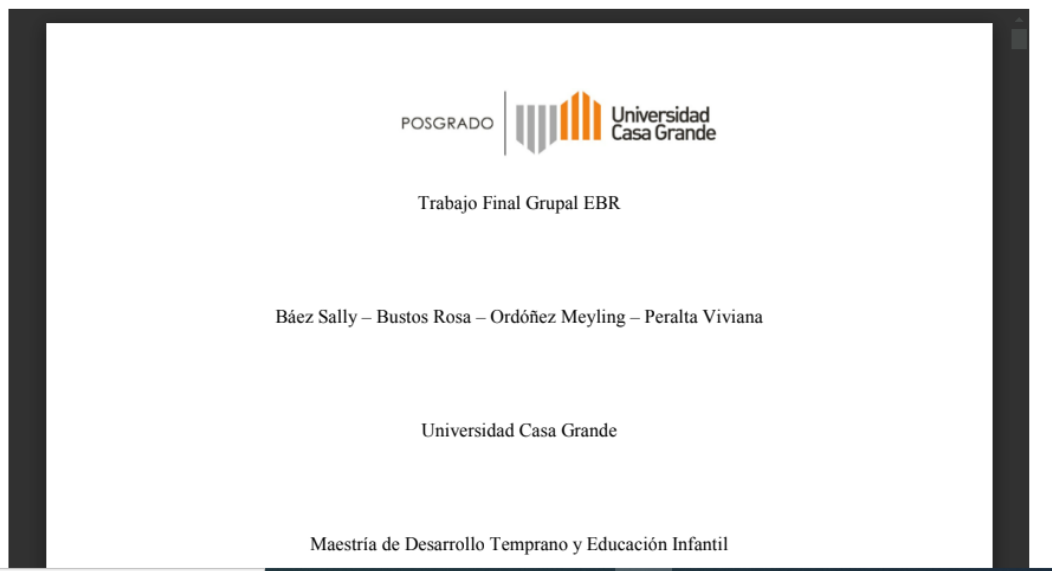 POSGRADO
Universidad
Casa Grande
Trabajo Final Grupal EBR
Báez Sally – Bustos Rosa – Ordóñez Meyling – Peralta Viviana
Universidad Casa Grande
Maestría de Desarrollo Temprano y Educación Infantil